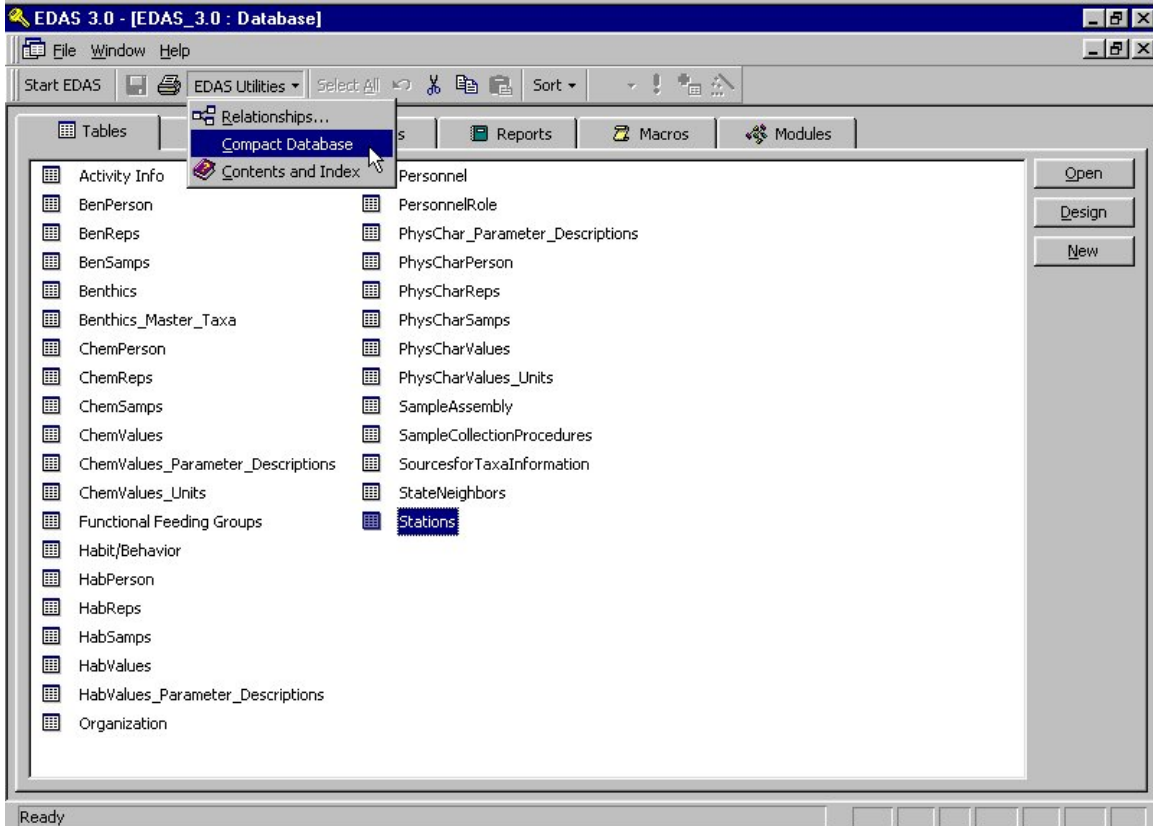 EDAS 3.0 - [EDAS_3.0 : Database]
File Window Help
Start EDAS EDAS Utilities Select All Sort
Relationships...
Compact Database
Contents and Index
Tables s Reports Macros Modules
Activity Info
BenPerson
BenReps
BenSamps
Benthics
Benthics_Master_Taxa
ChemPerson
ChemReps
ChemSamps
ChemValues
ChemValues_Parameter_Descriptions
ChemValues_Units
Functional Feeding Groups
Habit/Behavior
HabPerson
HabReps
HabSamps
HabValues
HabValues_Parameter_Descriptions
Organization
Personnel
PersonnelRole
PhysChar_Parameter_Descriptions
PhysCharPerson
PhysCharReps
PhysCharSamps
PhysCharValues
PhysCharValues_Units
SampleAssembly
SampleCollectionProcedures
SourcesforTaxaInformation
StateNeighbors
Stations
Open
Design
New
Ready